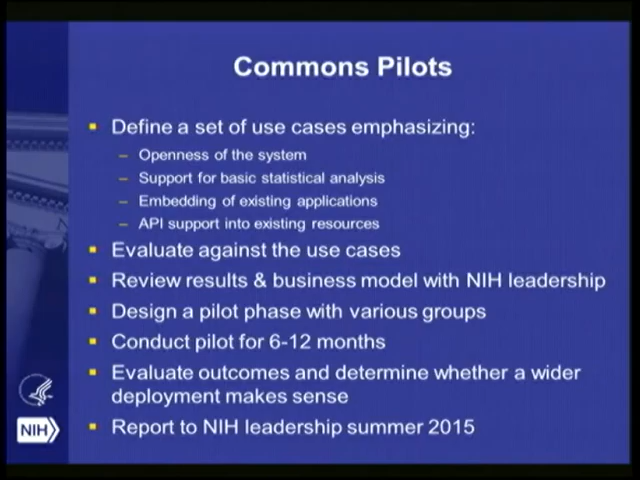 Commons Pilots
▪ Define a set of use cases emphasizing:
– Openness of the system
– Support for basic statistical analysis
– Embedding of existing applications
– API support into existing resources
▪ Evaluate against the use cases
▪ Review results & business model with NIH leadership
▪ Design a pilot phase with various groups
▪ Conduct pilot for 6-12 months
▪ Evaluate outcomes and determine whether a wider
deployment makes sense
▪ Report to NIH leadership summer 2015
NIH